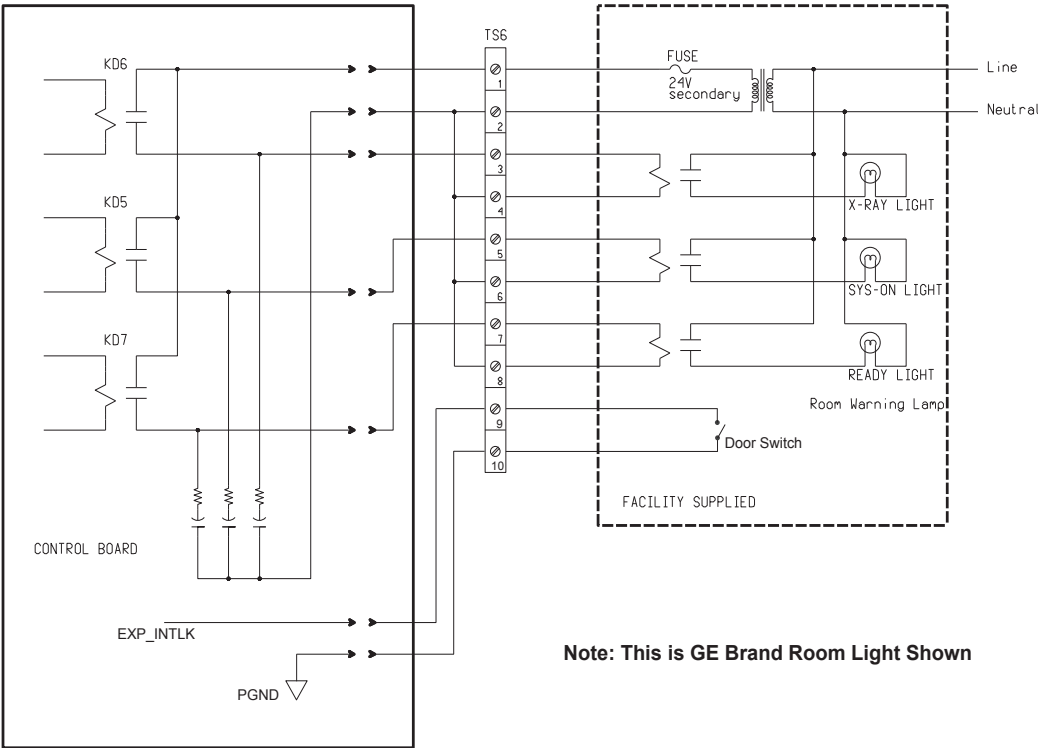 TS6
KD6
FUSE
24V
secondary
Line
Neutral
1
2
3
4
5
6
7
8
9
10
KD5
KD7
X-RAY LIGHT
SYS-ON LIGHT
READY LIGHT
Room Warning Lamp
Door Switch
FACILITY SUPPLIED
CONTROL BOARD
EXP_INTLK
PGND
Note: This is GE Brand Room Light Shown